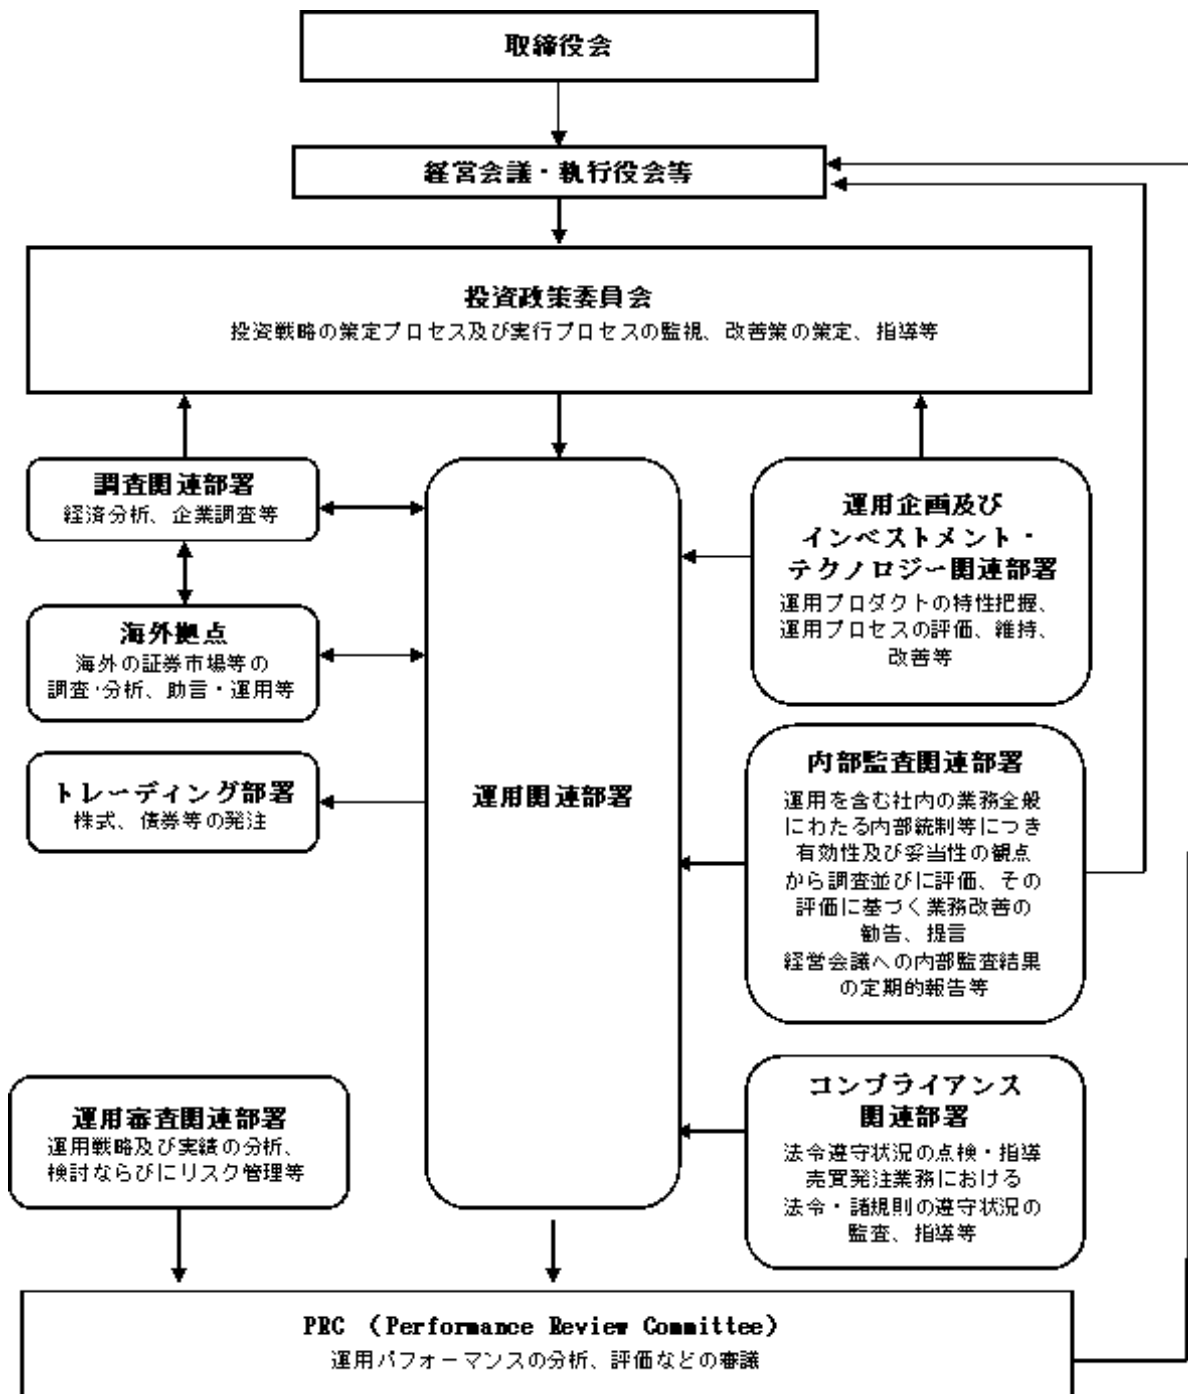 取締役会
経営会議・執行役会等
投資政策委員会
投資戦略の策定プロセス及び実行プロセスの監視、改善策の策定、指導等
調査関連部署
経済分析、企業調査等
海外拠点
海外の証券市場等の
調査・分析、助言・運用等
トレーディング部署
株式、債券等の発注
運用関連部署
運用企画及び
インベストメント・
テクノロジー関連部署
運用プロダクトの特性把握、
運用プロセスの評価、維持、
改善等
内部監査関連部署
運用を含む社内の業務全般
にわたる内部統制等につき
有効性及び妥当性の観点
から調査並びに評価、その
評価に基づく業務改善の
勧告、提言
経営会議への内部監査結果
の定期的報告等
コンプライアンス
関連部署
法令遵守状況の点検・指導
売買発注業務における
法令・諸規則の遵守状況の
監査、指導等
運用審査関連部署
運用戦略及び実績の分析、
検討ならびにリスク管理等
PRC （Performance Review Committee）
運用パフォーマンスの分析、評価などの審議